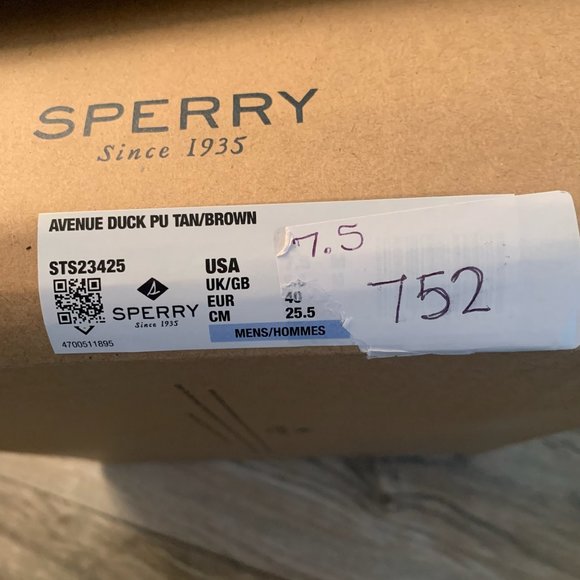 SPERRY
Since 1935
AVENUE DUCK PU TAN/BROWN
STS23425
SPERRY
Since 1935
4700511895
USA
UK/GB
EUR 40
CM 25.5
MENS/HOMMES
7.5
752